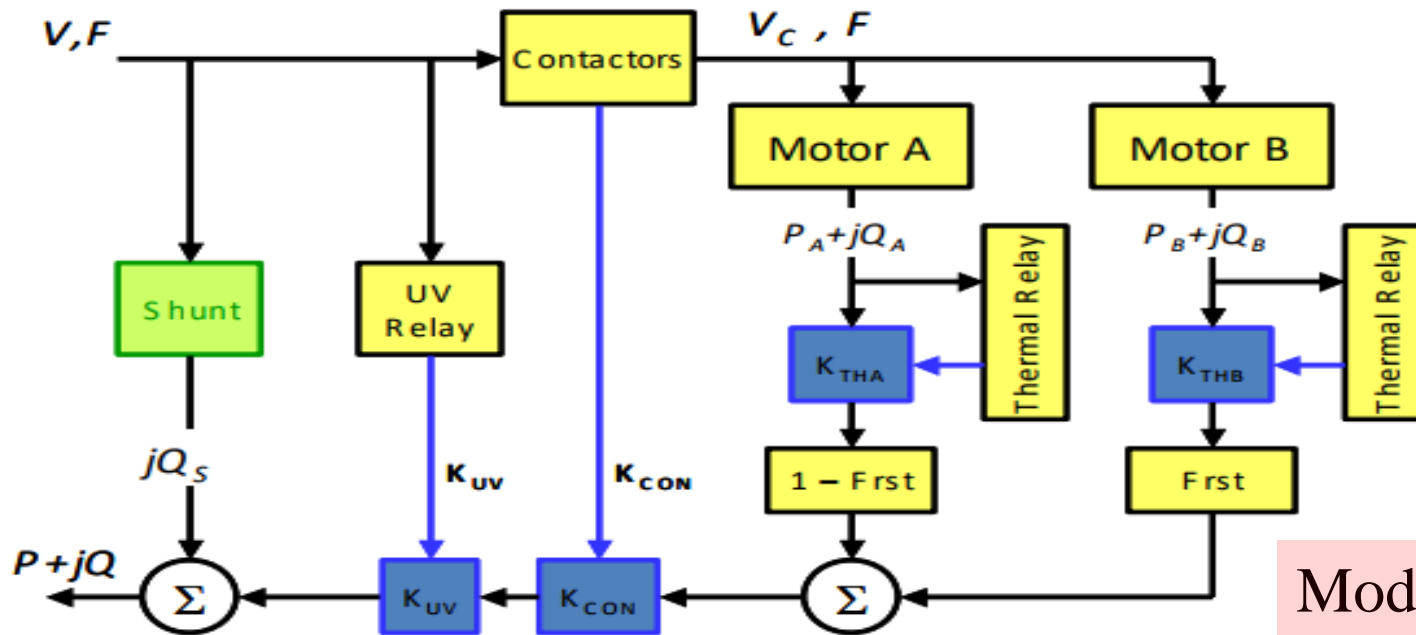 V,F
Contactors
V_C , F
Motor A
Motor B
P_A+jQ_A
Thermal Relay
P_B+jQ_B
Thermal Relay
Shunt
UV
Relay
K_THA
K_THB
jQ_S
K_UV
K_CON
1 – Frst
Frst
P+jQ
Σ
K_UV
K_CON
Σ
Mod